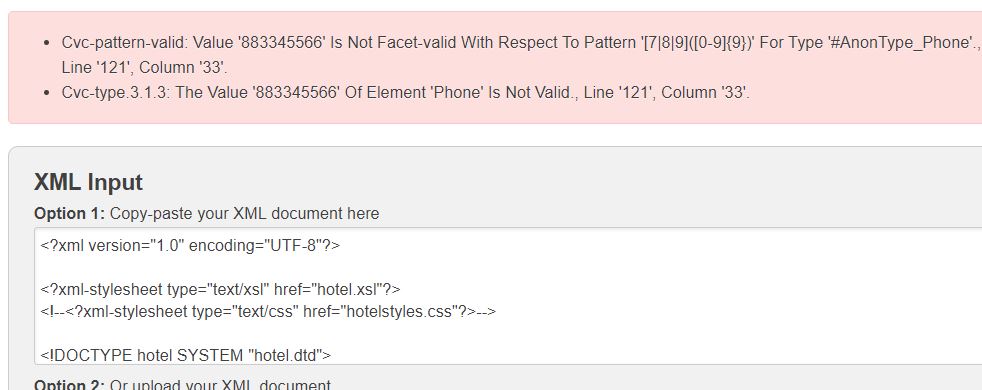 • Cvc-pattern-valid: Value '883345566' Is Not Facet-valid With Respect To Pattern '[7|8|9]([0-9]{9})' For Type '#AnonType_Phone'.,
Line '121', Column '33'.
• Cvc-type.3.1.3: The Value '883345566' Of Element 'Phone' Is Not Valid., Line '121', Column '33'.
XML Input
Option 1: Copy-paste your XML document here
<?xml version="1.0" encoding="UTF-8"?>
<?xml-stylesheet type="text/xsl" href="hotel.xsl"?>
<!--<?xml-stylesheet type="text/css" href="hotelstyles.css"?>-->
<!DOCTYPE hotel SYSTEM "hotel.dtd">
Option 2: Or upload your XML document